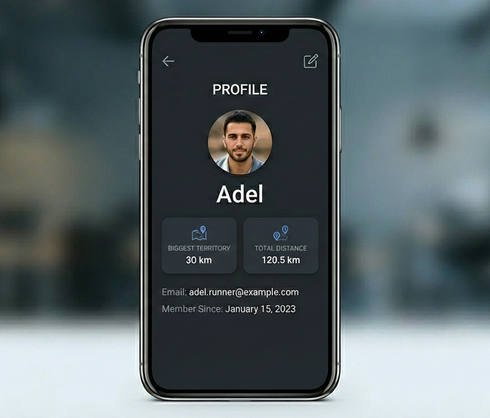 PROFILE
Adel
BIGGEST TERRITORY
30 km
TOTAL DISTANCE
120.5 km
Email: adel.runner@example.com
Member Since: January 15, 2023